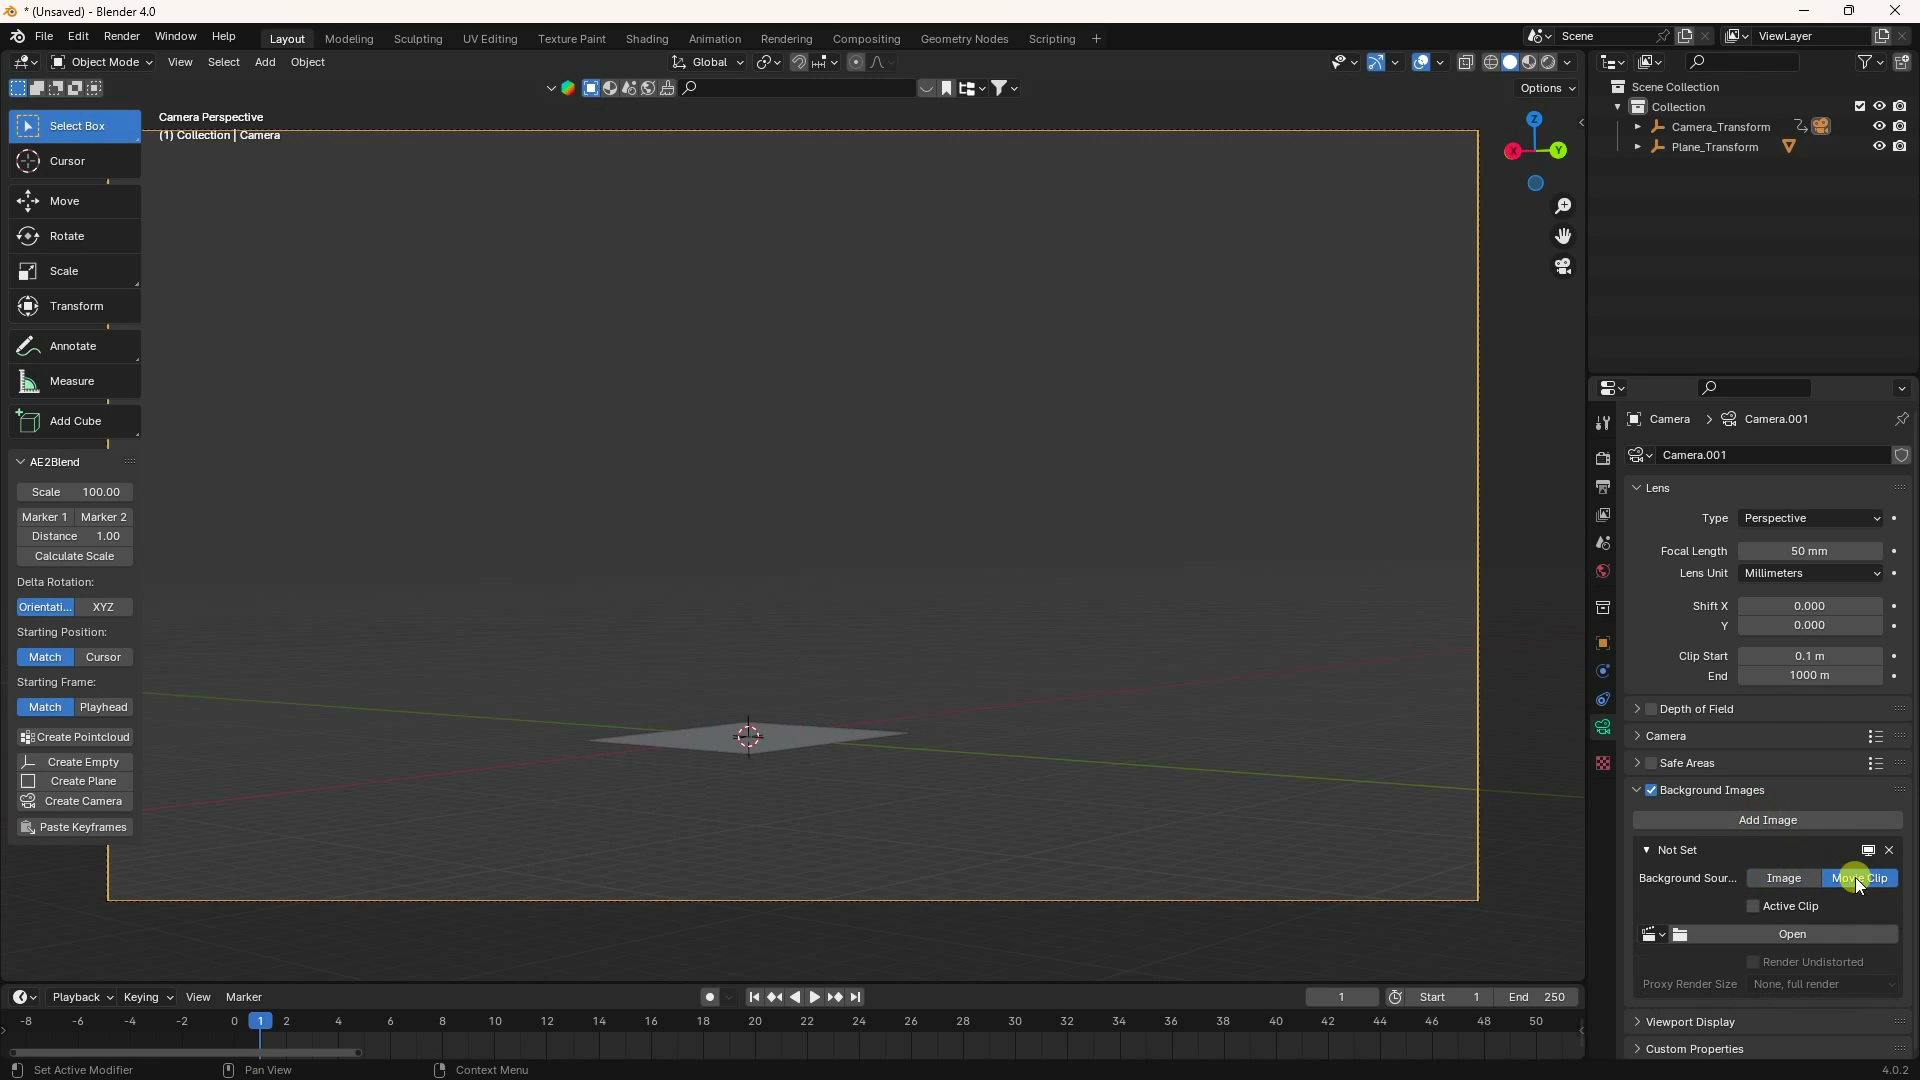 * (Unsaved) - Blender 4.0
File Edit Render Window Help Layout Modeling Sculpting UV Editing Texture Paint Shading Animation Rendering Compositing Geometry Nodes Scripting + Scene ViewLayer
Object Mode View Select Add Object Global
Options
Camera Perspective
(1) Collection | Camera
Z
X
Y
Select Box
Cursor
Move
Rotate
Scale
Transform
Annotate
Measure
Add Cube
AE2Blend
Scale 100.00
Marker 1 Marker 2
Distance 1.00
Calculate Scale
Delta Rotation:
Orientati... XYZ
Starting Position:
Match Cursor
Starting Frame:
Match Playhead
Create Pointcloud
Create Empty
Create Plane
Create Camera
Paste Keyframes
Scene Collection
Collection
Camera_Transform
Plane_Transform
Camera > Camera.001
Camera.001
Lens
Type Perspective
Focal Length 50 mm
Lens Unit Millimeters
Shift X 0.000
Y 0.000
Clip Start 0.1 m
End 1000 m
Depth of Field
Camera
Safe Areas
Background Images
Add Image
Not Set
Background Sour... Image Movie Clip
Active Clip
Open
Render Undistorted
Proxy Render Size None, full render
Viewport Display
Custom Properties
Playback Keying View Marker 1 Start 1 End 250
-8 -6 -4 -2 0 1 2 4 6 8 10 12 14 16 18 20 22 24 26 28 30 32 34 36 38 40 42 44 46 48 50
Set Active Modifier Pan View Context Menu 4.0.2